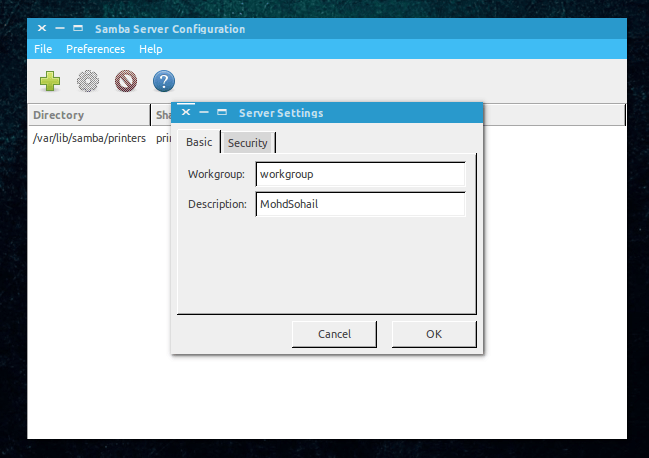 Samba Server Configuration
File Preferences Help
?
Directory Sha
/var/lib/samba/printers prin
Server Settings
Basic Security
Workgroup: workgroup
Description: MohdSohail
Cancel OK